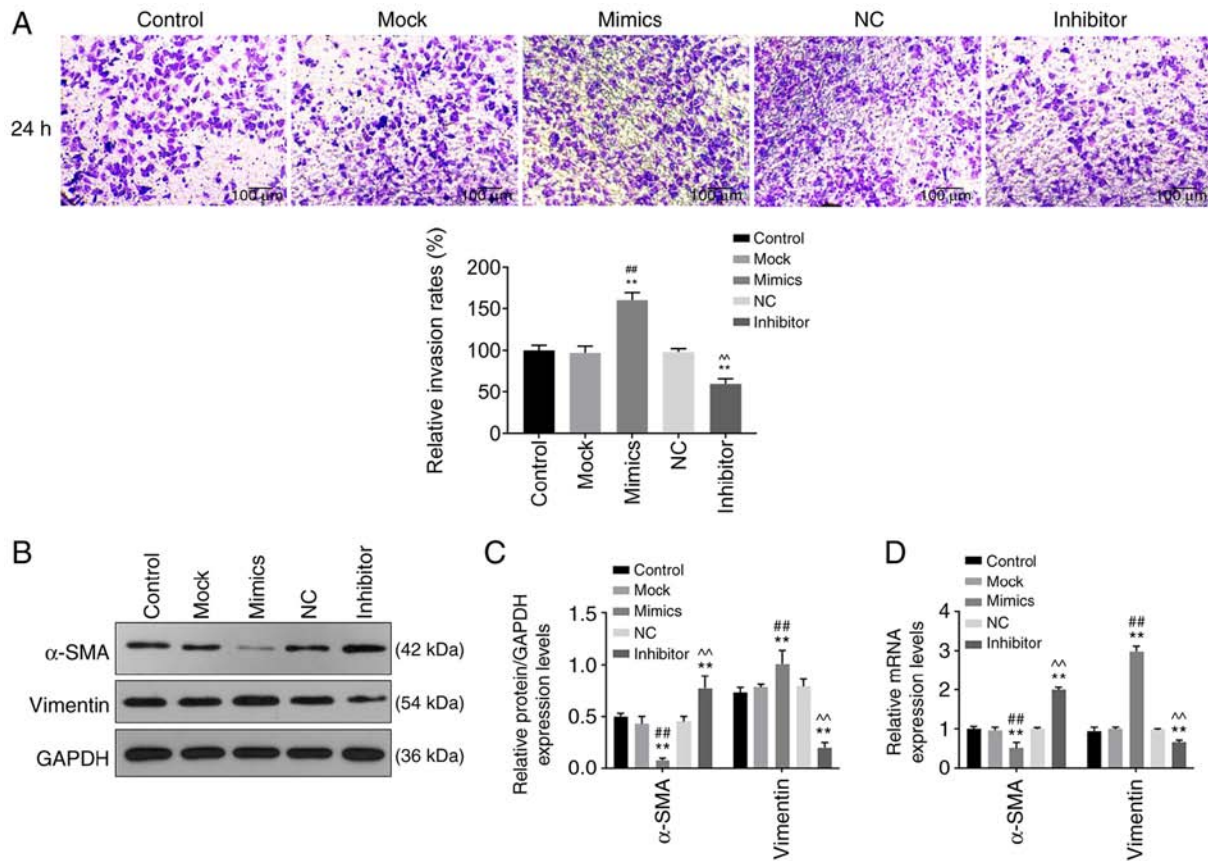 A
Control
Mock
Mimics
NC
Inhibitor
24 h
100 μm
100 μm
100 μm
100 μm
100 μm
Relative invasion rates (%)
200
150
100
50
0
##
**
^^
**
Control
Mock
Mimics
NC
Inhibitor
Control
Mock
Mimics
NC
Inhibitor
B
Control
Mock
Mimics
NC
Inhibitor
α-SMA
(42 kDa)
Vimentin
(54 kDa)
GAPDH
(36 kDa)
C
Control
Mock
Mimics
NC
Inhibitor
Relative protein/GAPDH
expression levels
1.5
1.0
0.5
0.0
##
**
^^
**
##
**
^^
**
α-SMA
Vimentin
D
Control
Mock
Mimics
NC
Inhibitor
Relative mRNA
expression levels
4
3
2
1
0
##
**
^^
**
##
**
^^
**
α-SMA
Vimentin